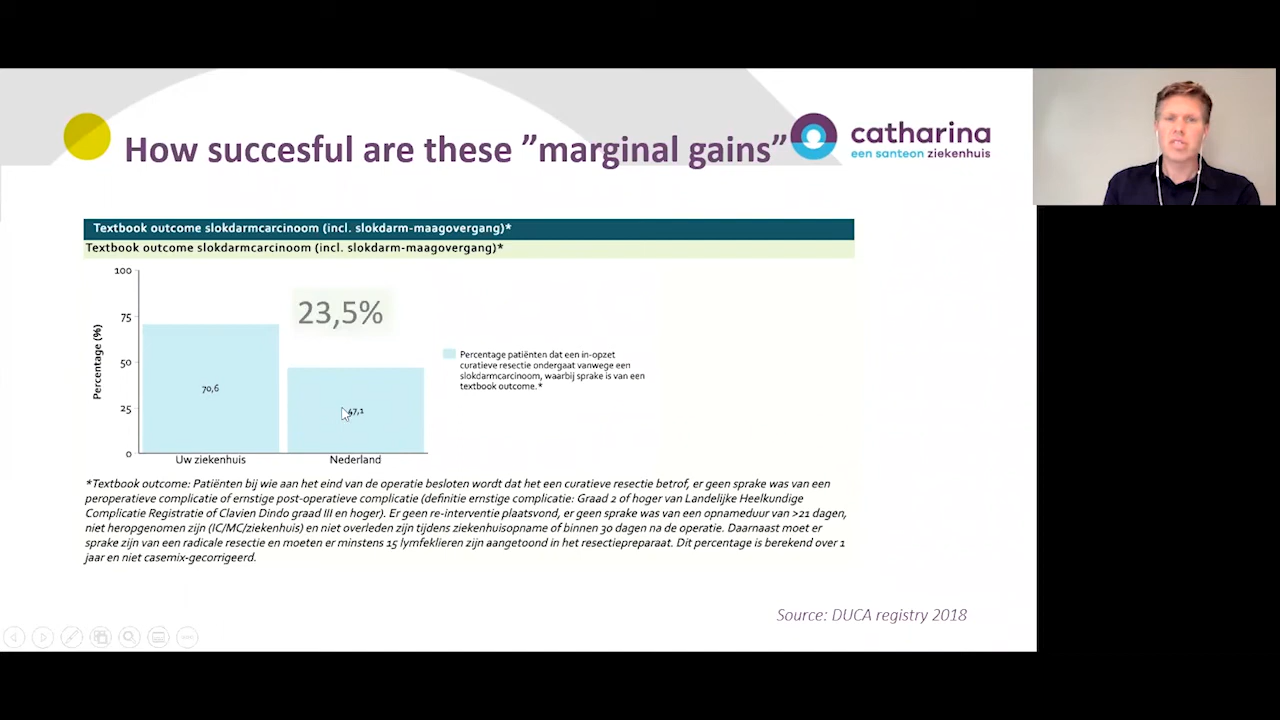 How succesful are these ”marginal gains”
catharina
een santeon ziekenhuis
Textbook outcome slokdarmcarcinoom (incl. slokdarm-maagovergang)*
Textbook outcome slokdarmcarcinoom (incl. slokdarm-maagovergang)*
100
75
50
25
0
Percentage (%)
23,5%
70,6
47,1
Uw ziekenhuis
Nederland
Percentage patiënten dat een in-opzet
curatieve resectie ondergaat vanwege een
slokdarmcarcinoom, waarbij sprake is van een
textbook outcome.*
*Textbook outcome: Patiënten bij wie aan het eind van de operatie besloten wordt dat het een curatieve resectie betrof, er geen sprake was van een
peroperatieve complicatie of ernstige post-operatieve complicatie (definitie ernstige complicatie: Graad 2 of hoger van Landelijke Heelkundige
Complicatie Registratie of Clavien Dindo graad III en hoger). Er geen re-interventie plaatsvond, er geen sprake was van een opnameduur van >21 dagen,
niet heropgenomen zijn (IC/MC/ziekenhuis) en niet overleden zijn tijdens ziekenhuisopname of binnen 30 dagen na de operatie. Daarnaast moet er
sprake zijn van een radicale resectie en moeten er minstens 15 lymfeklieren zijn aangetoond in het resectiepreparaat. Dit percentage is berekend over 1
jaar en niet casemix-gecorrigeerd.
Source: DUCA registry 2018